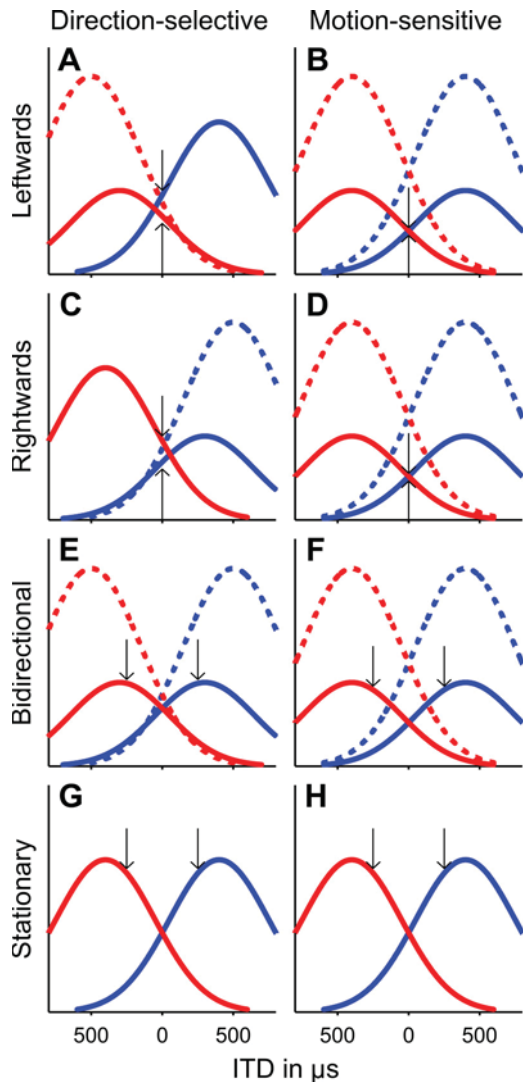 Direction-selective Motion-sensitive
A B
Leftwards
C D
Rightwards
E F
Bidirectional
G H
Stationary
500 0 500 500 0 500
ITD in µs